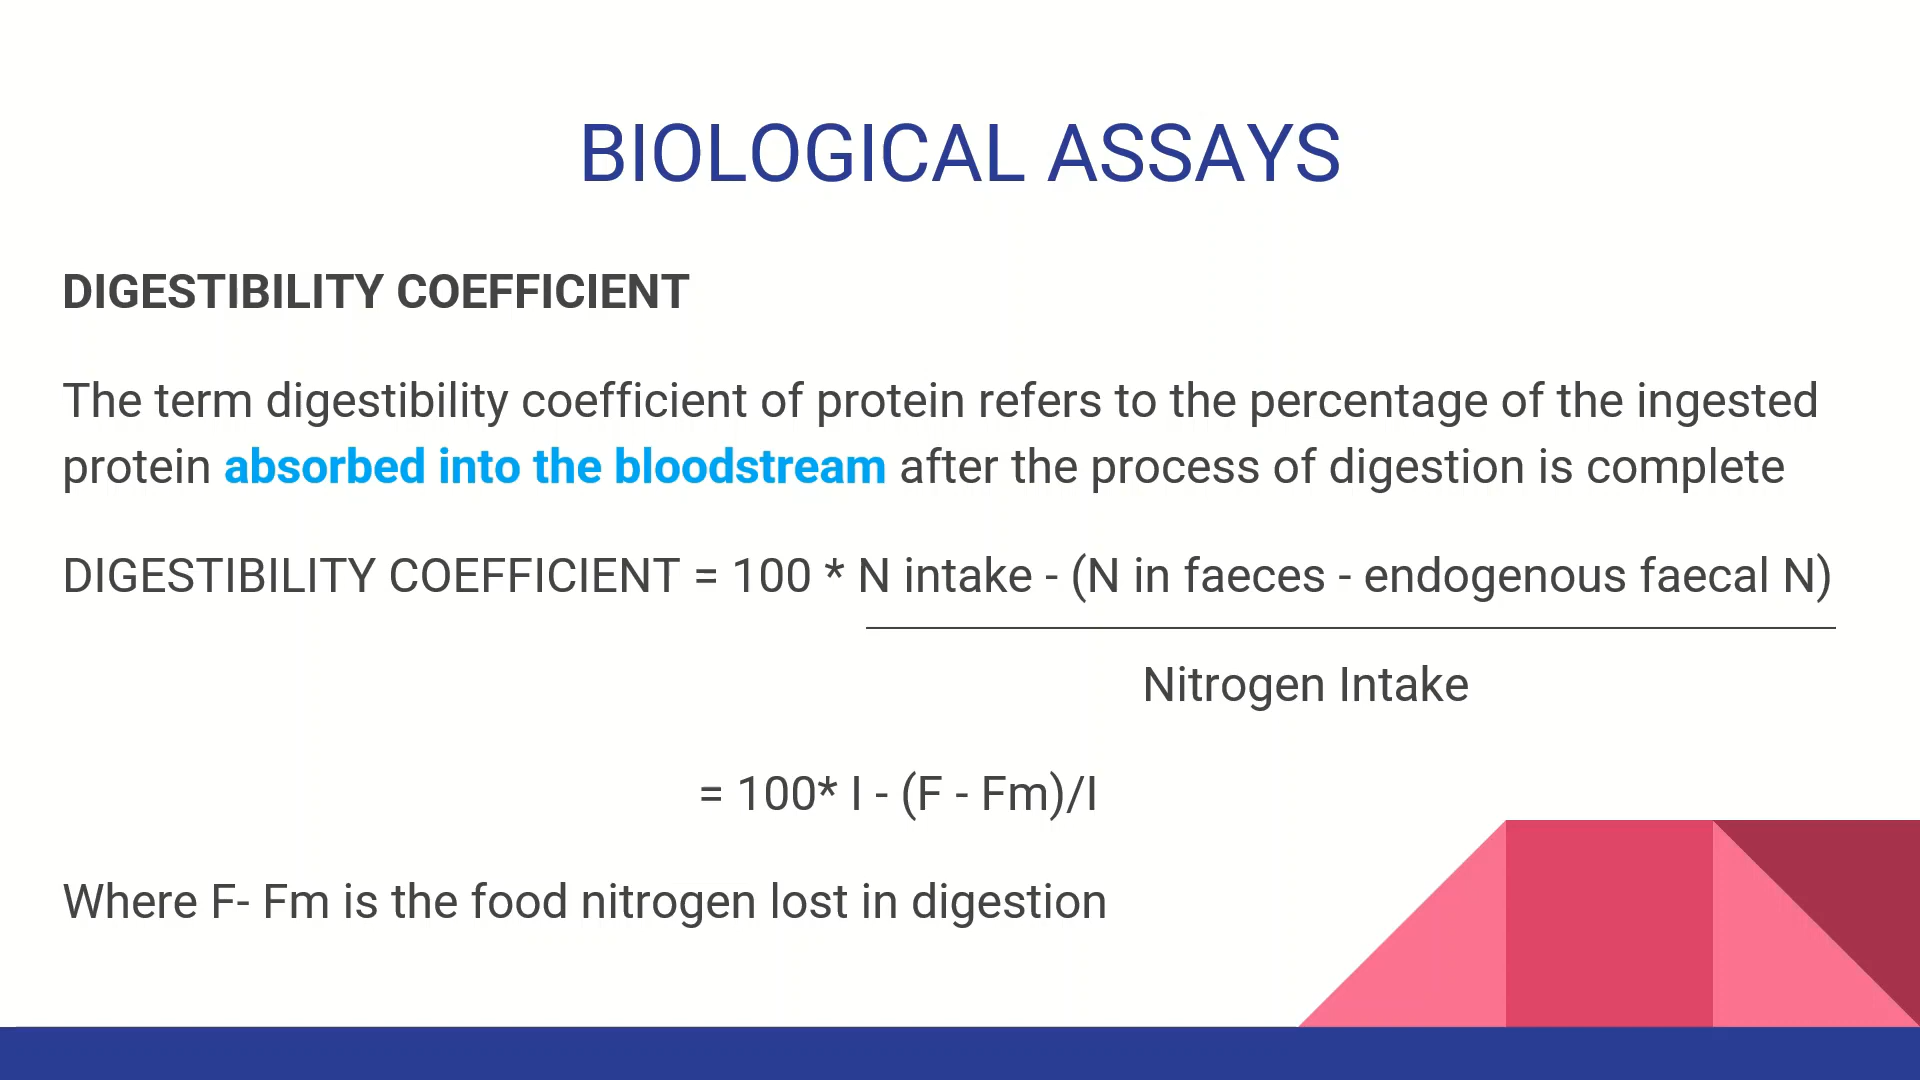 BIOLOGICAL ASSAYS
DIGESTIBILITY COEFFICIENT
The term digestibility coefficient of protein refers to the percentage of the ingested
protein absorbed into the bloodstream after the process of digestion is complete
DIGESTIBILITY COEFFICIENT = 100 * N intake - (N in faeces - endogenous faecal N)
Nitrogen Intake
= 100* I - (F - Fm)/I
Where F- Fm is the food nitrogen lost in digestion